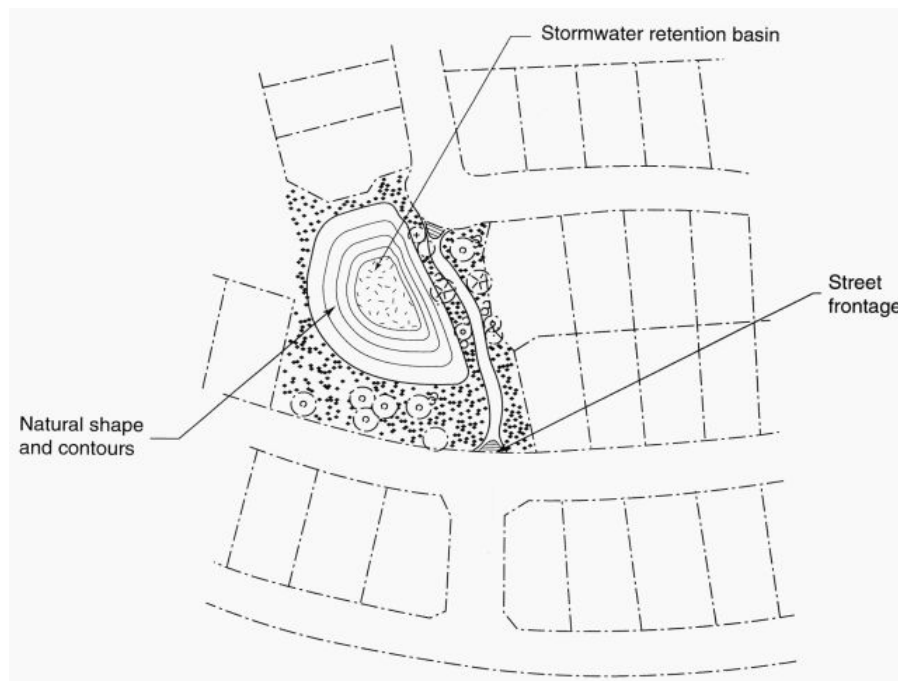 Stormwater retention basin
Street
frontage
Natural shape
and contours